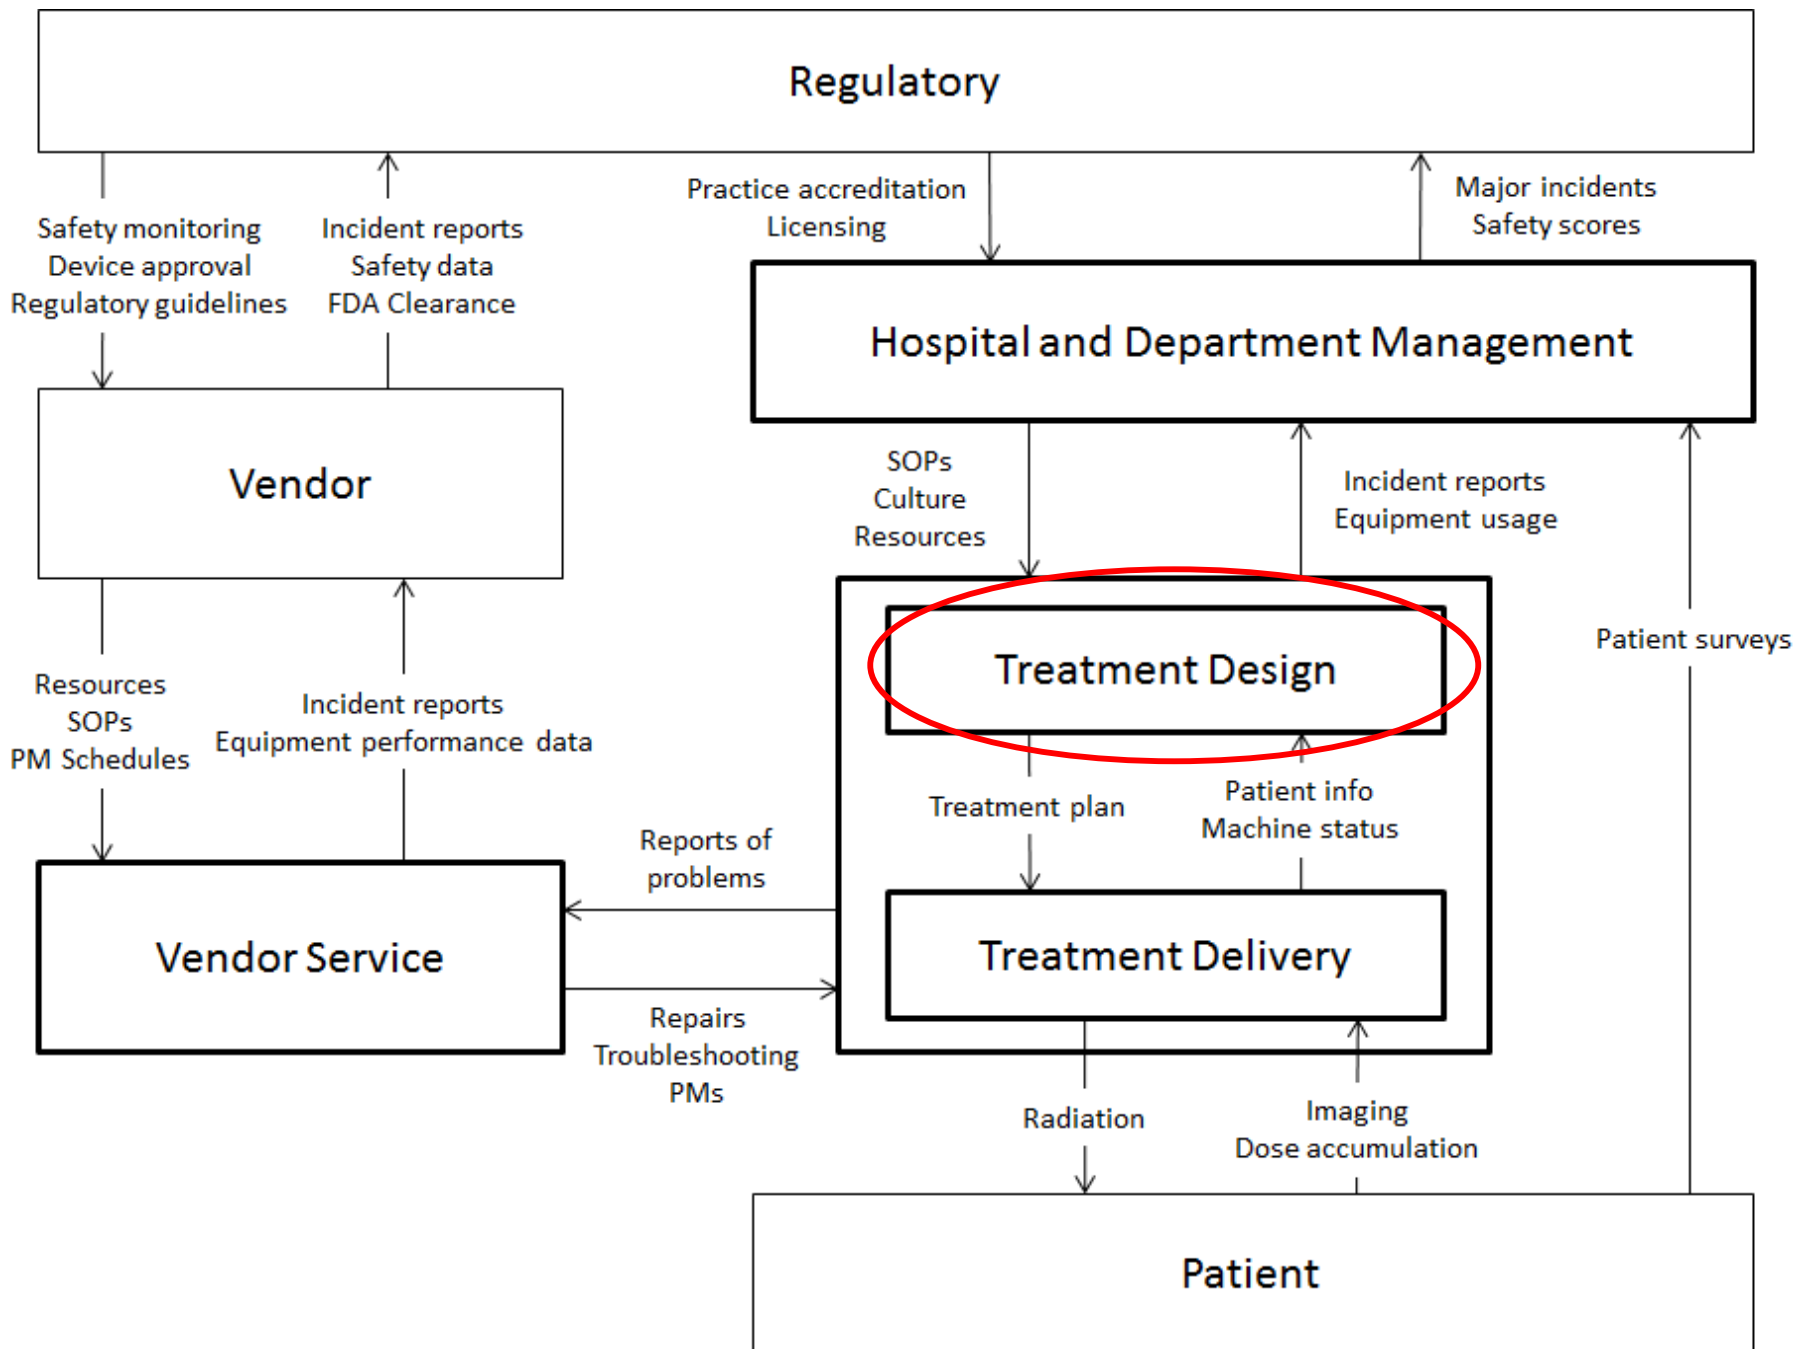 Regulatory
Safety monitoring
Device approval
Regulatory guidelines
Incident reports
Safety data
FDA Clearance
Practice accreditation
Licensing
Major incidents
Safety scores
Hospital and Department Management
Vendor
SOPs
Culture
Resources
Incident reports
Equipment usage
Patient surveys
Resources
SOPs
PM Schedules
Incident reports
Equipment performance data
Treatment Design
Treatment plan
Patient info
Machine status
Reports of
problems
Vendor Service
Treatment Delivery
Repairs
Troubleshooting
PMs
Radiation
Imaging
Dose accumulation
Patient